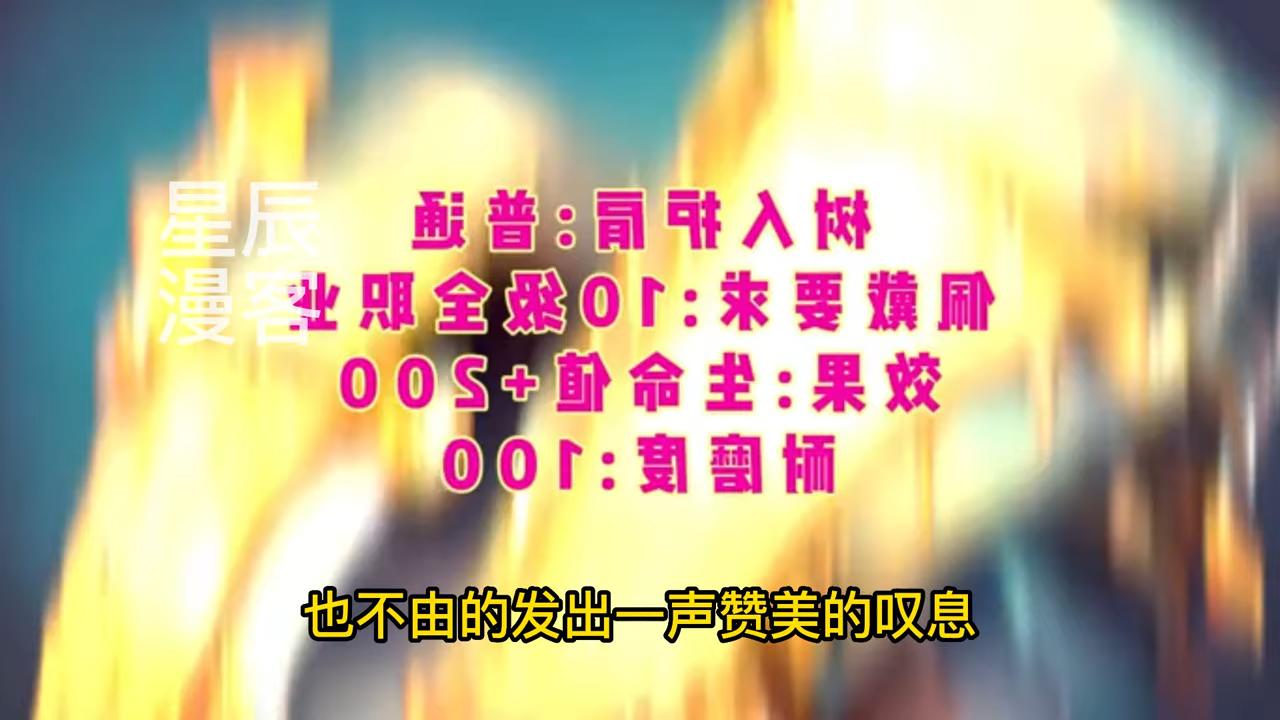 星辰
漫客
树人护肩:普通
佩戴要求:10级全职业
效果:生命值+200
耐磨度:100
也不由的发出一声赞美的叹息